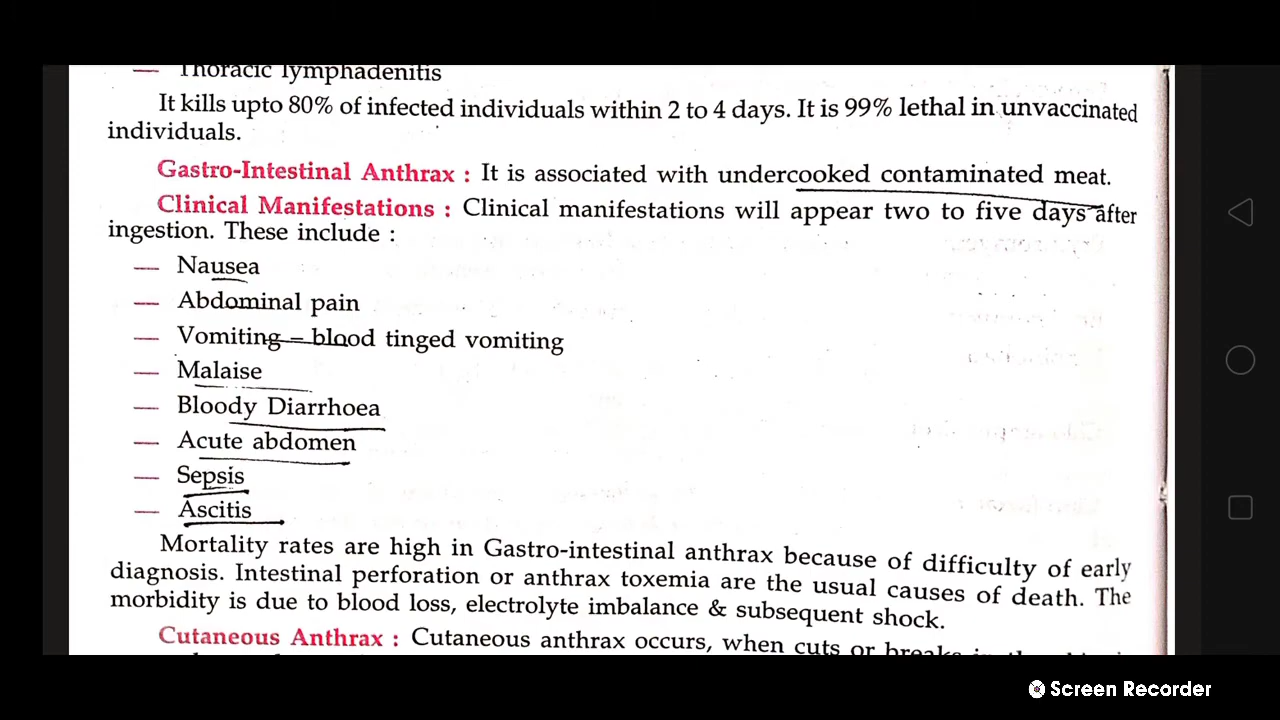 — Thoracic lymphadenitis
It kills upto 80% of infected individuals within 2 to 4 days. It is 99% lethal in unvaccinated
individuals.
Gastro-Intestinal Anthrax : It is associated with undercooked contaminated meat.
Clinical Manifestations : Clinical manifestations will appear two to five days after
ingestion. These include :
— Nausea
— Abdominal pain
— Vomiting – blood tinged vomiting
— Malaise
— Bloody Diarrhoea
— Acute abdomen
— Sepsis
— Ascitis
Mortality rates are high in Gastro-intestinal anthrax because of difficulty of early
diagnosis. Intestinal perforation or anthrax toxemia are the usual causes of death. The
morbidity is due to blood loss, electrolyte imbalance & subsequent shock.
Cutaneous Anthrax : Cutaneous anthrax occurs, when cuts or breaks in
Screen Recorder